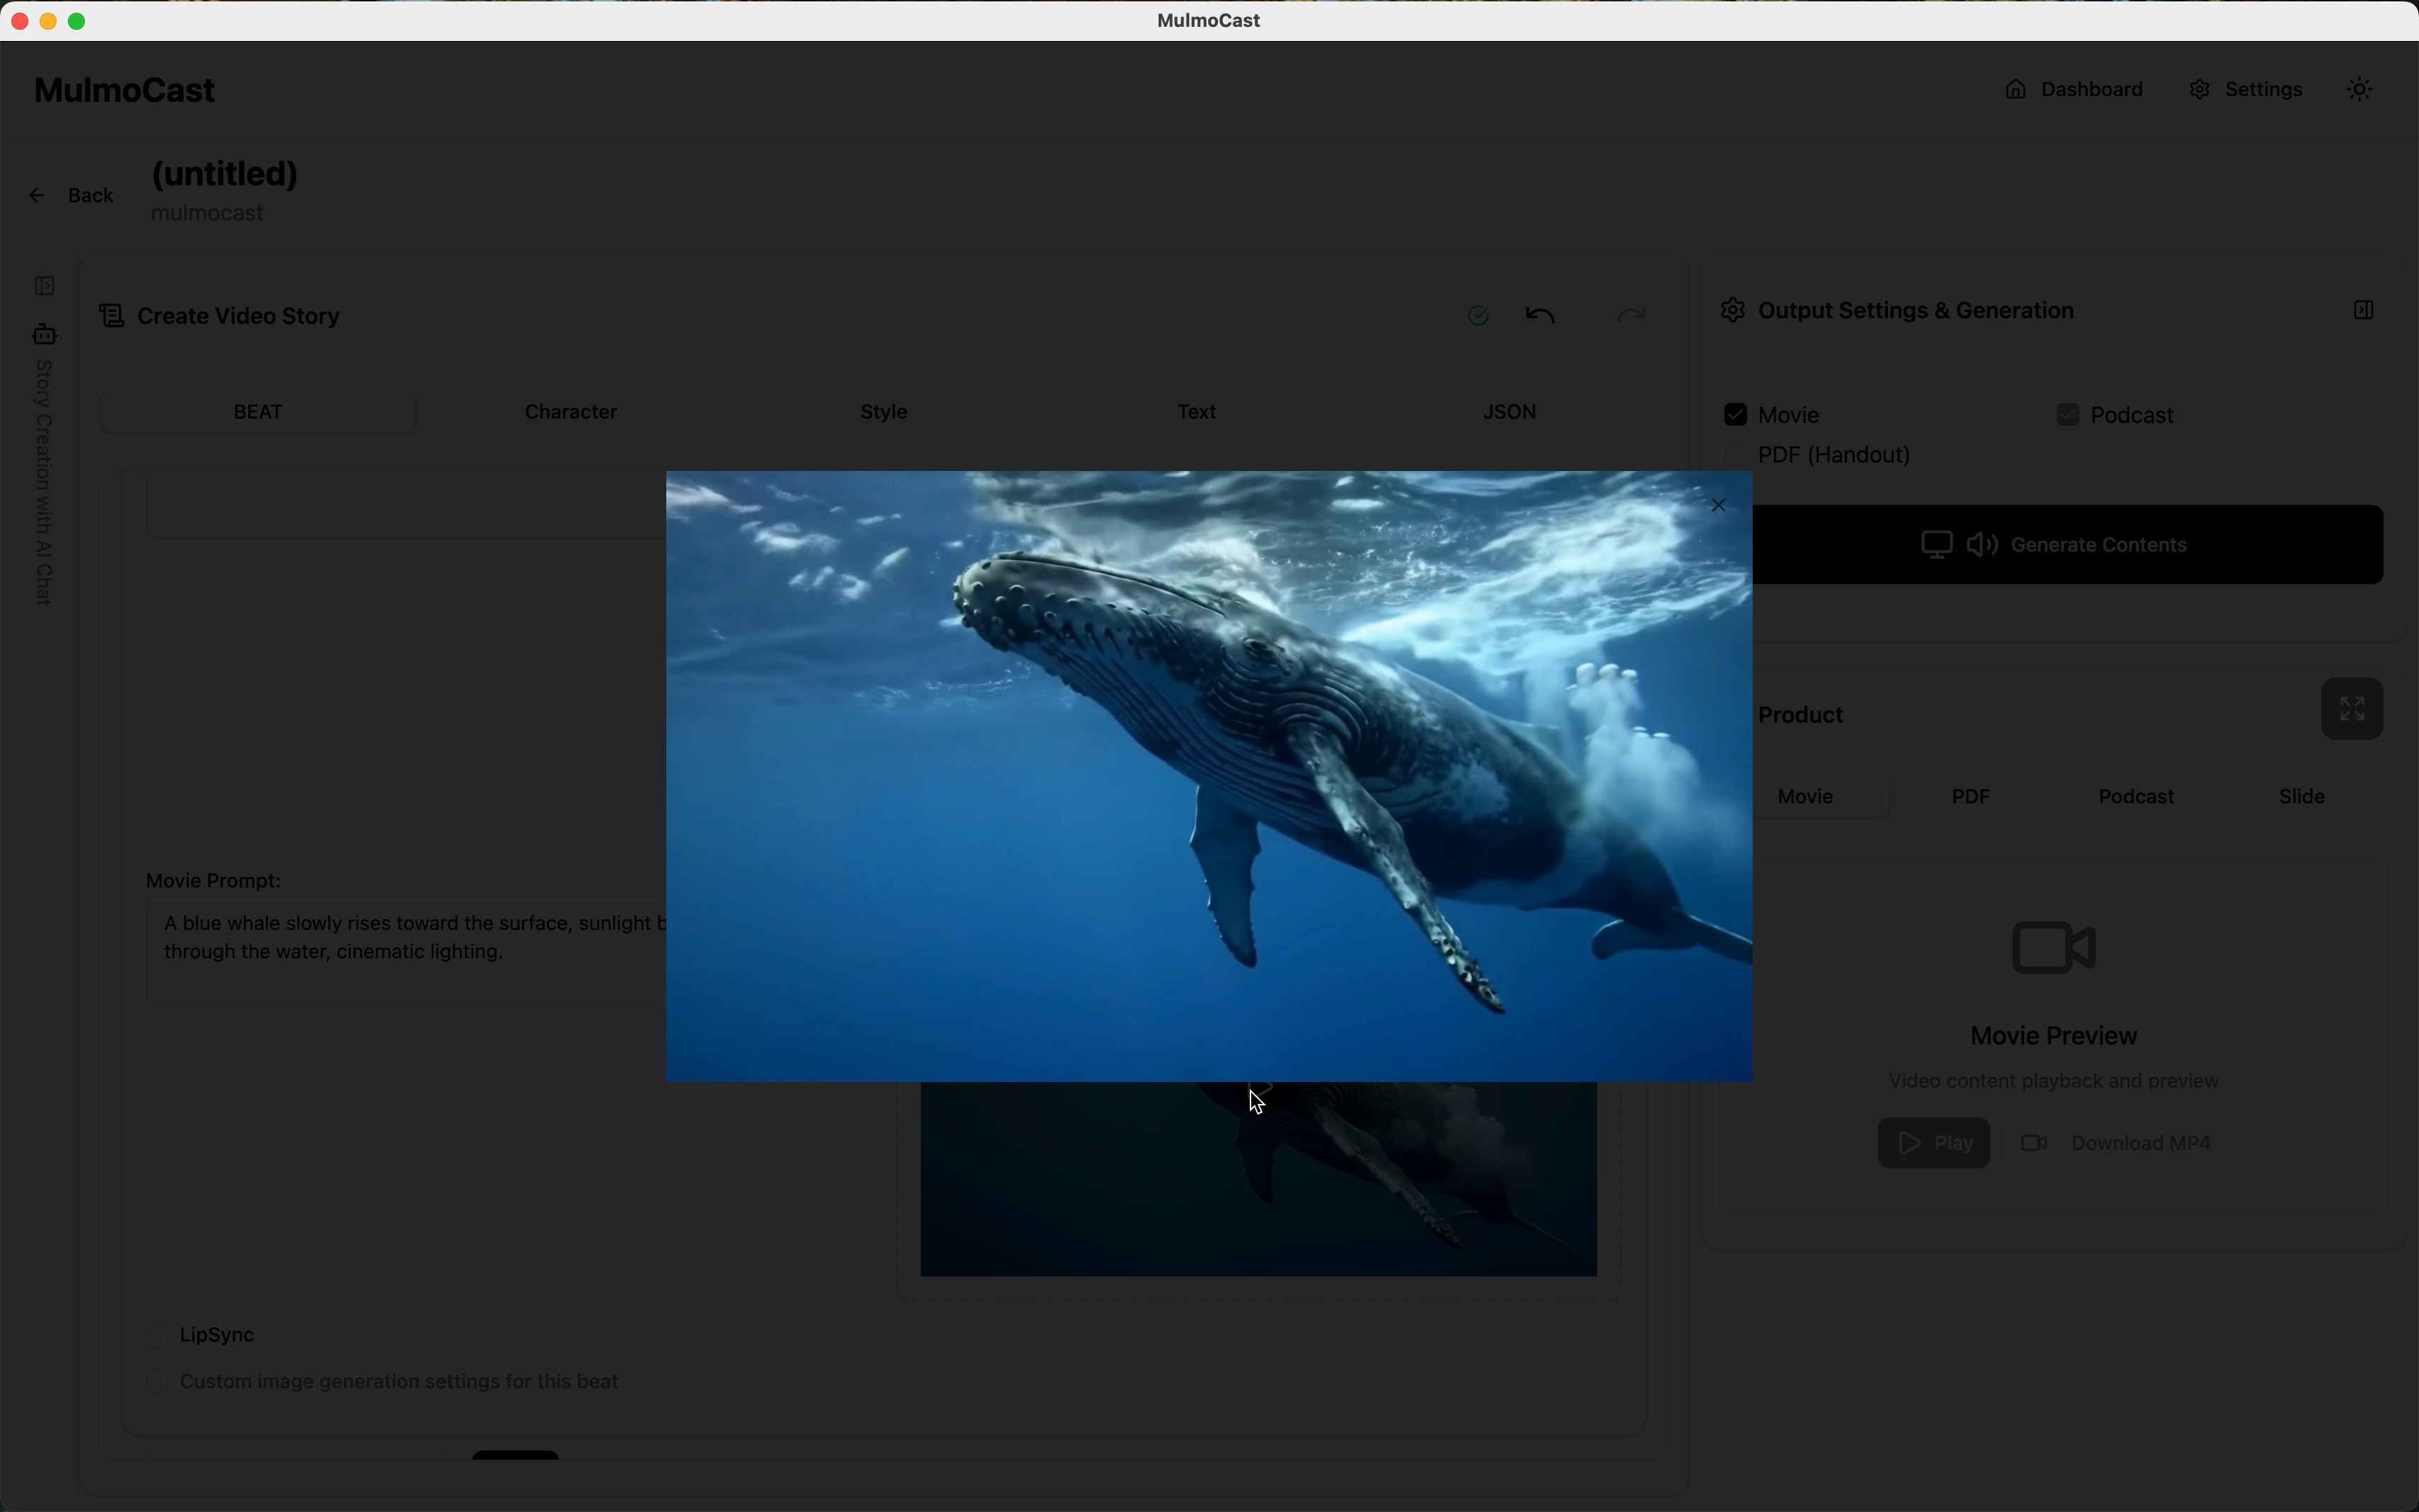 MulmoCast
MulmoCast
Dashboard
Settings
Back
(untitled)
mulmocast
Story Creation with AI Chat
Create Video Story
BEAT
Character
Style
Text
JSON
Movie Prompt:
A blue whale slowly rises toward the surface, sunlight
through the water, cinematic lighting.
LipSync
Custom image generation settings for this beat
Output Settings & Generation
Movie
Podcast
PDF (Handout)
Generate Contents
Product
Movie
PDF
Podcast
Slide
Movie Preview
Video content playback and preview
Play
Download MP4